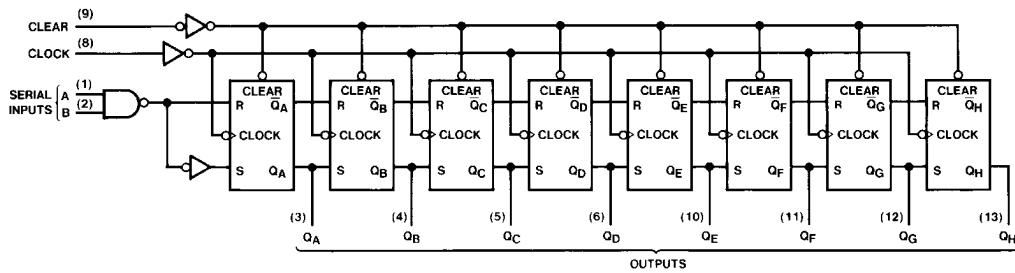 (9)
CLEAR
(8)
CLOCK
(1)
SERIAL A
INPUTS B
(2)
CLEAR CLEAR CLEAR CLEAR CLEAR CLEAR CLEAR CLEAR
R Q̅A R Q̅B R Q̅C R Q̅D R Q̅E R Q̅F R Q̅G R Q̅H
CLOCK CLOCK CLOCK CLOCK CLOCK CLOCK CLOCK CLOCK
S QA S QB S QC S QD S QE S QF S QG S QH
(3) (4) (5) (6) (10) (11) (12) (13)
QA QB QC QD QE QF QG QH
OUTPUTS